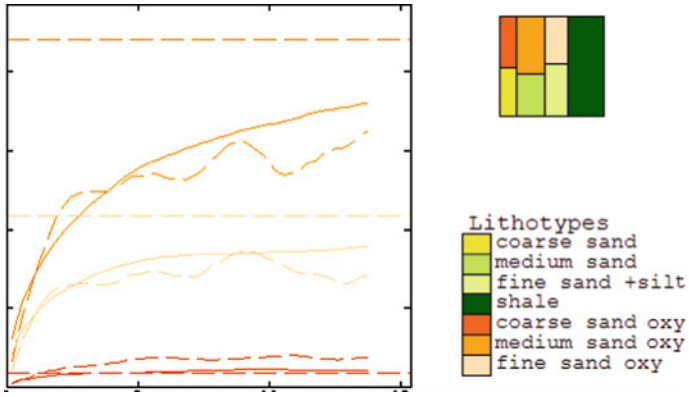 Lithotypes
coarse sand
medium sand
fine sand +silt
shale
coarse sand oxy
medium sand oxy
fine sand oxy